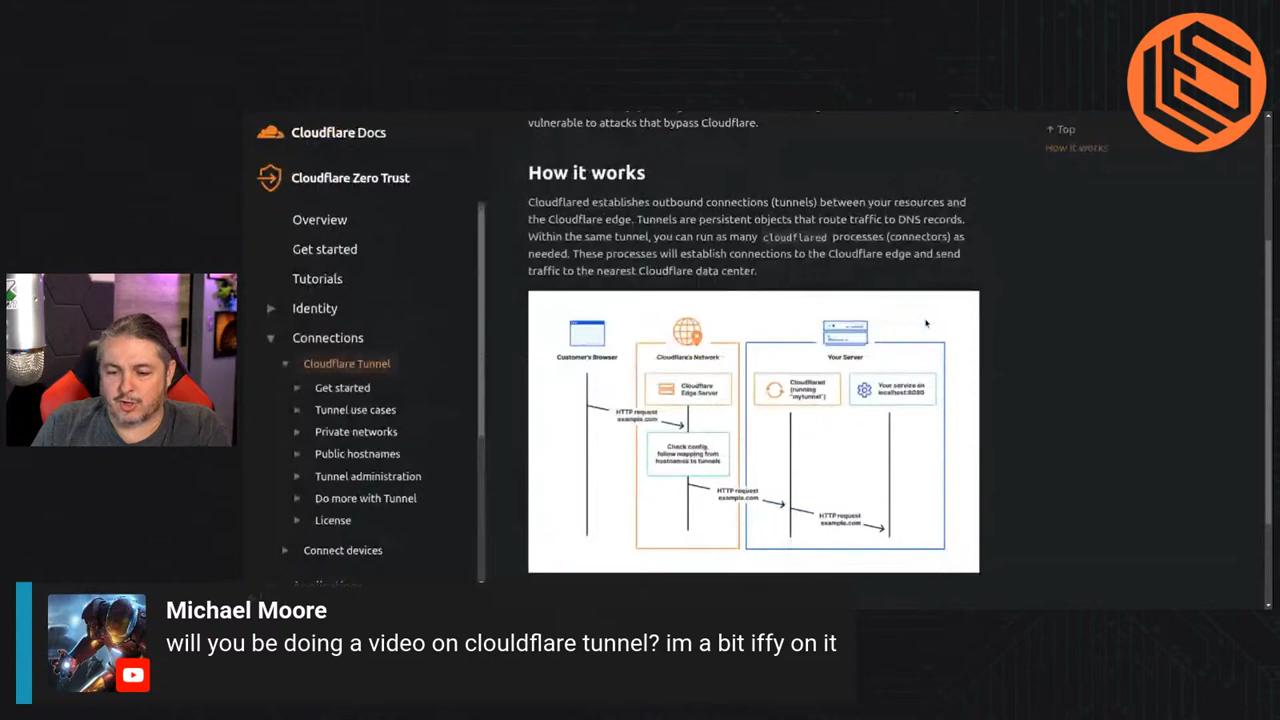 vulnerable to attacks that bypass Cloudflare.
Cloudflare Docs
↑ Top
How it works
Cloudflare Zero Trust
How it works
Cloudflared establishes outbound connections (tunnels) between your resources and
the Cloudflare edge. Tunnels are persistent objects that route traffic to DNS records.
Within the same tunnel, you can run as many cloudflared processes (connectors) as
needed. These processes will establish connections to the Cloudflare edge and send
traffic to the nearest Cloudflare data center.
Overview
Get started
Tutorials
Identity
Connections
Cloudflare Tunnel
Get started
Tunnel use cases
Private networks
Public hostnames
Tunnel administration
Do more with Tunnel
License
Connect devices
Customer's Browser
Cloudflare's Network
Your Server
Cloudflare
Edge Server
Cloudflared
(running
"mytunnel")
Your service on
localhost:8080
HTTP request
example.com
Check config,
follow mapping from
hostnames to tunnels
HTTP request
example.com
HTTP request
example.com
Michael Moore
will you be doing a video on clouldflare tunnel? im a bit iffy on it